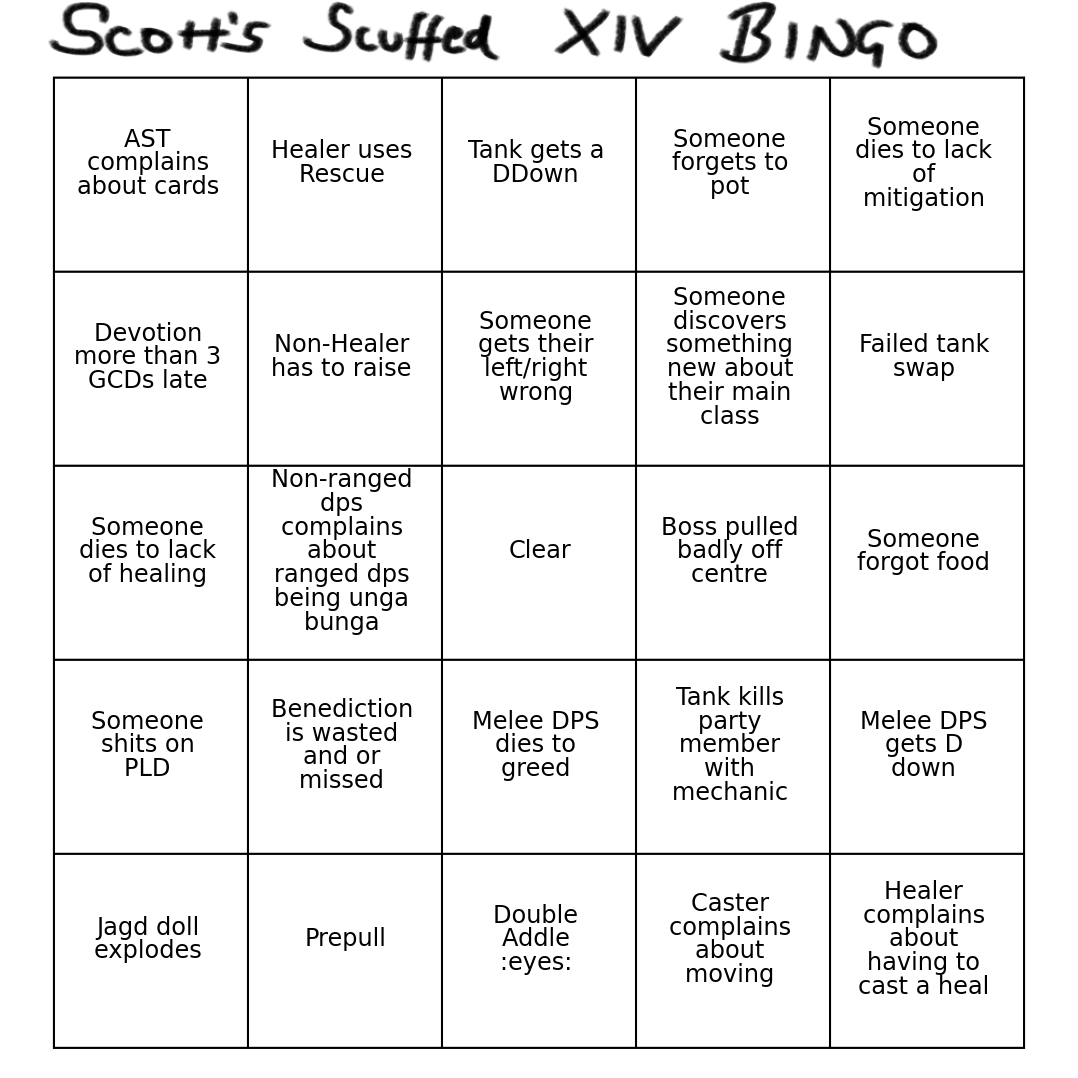 Scott's Scuffed XIV BINGO
AST
complains
about cards
Healer uses
Rescue
Tank gets a
DDown
Someone
forgets to
pot
Someone
dies to lack
of
mitigation
Devotion
more than 3
GCDs late
Non-Healer
has to raise
Someone
gets their
left/right
wrong
Someone
discovers
something
new about
their main
class
Failed tank
swap
Someone
dies to lack
of healing
Non-ranged
dps
complains
about
ranged dps
being unga
bunga
Clear
Boss pulled
badly off
centre
Someone
forgot food
Someone
shits on
PLD
Benediction
is wasted
and or
missed
Melee DPS
dies to
greed
Tank kills
party
member
with
mechanic
Melee DPS
gets D
down
Jagd doll
explodes
Prepull
Double
Addle
:eyes:
Caster
complains
about
moving
Healer
complains
about
having to
cast a heal